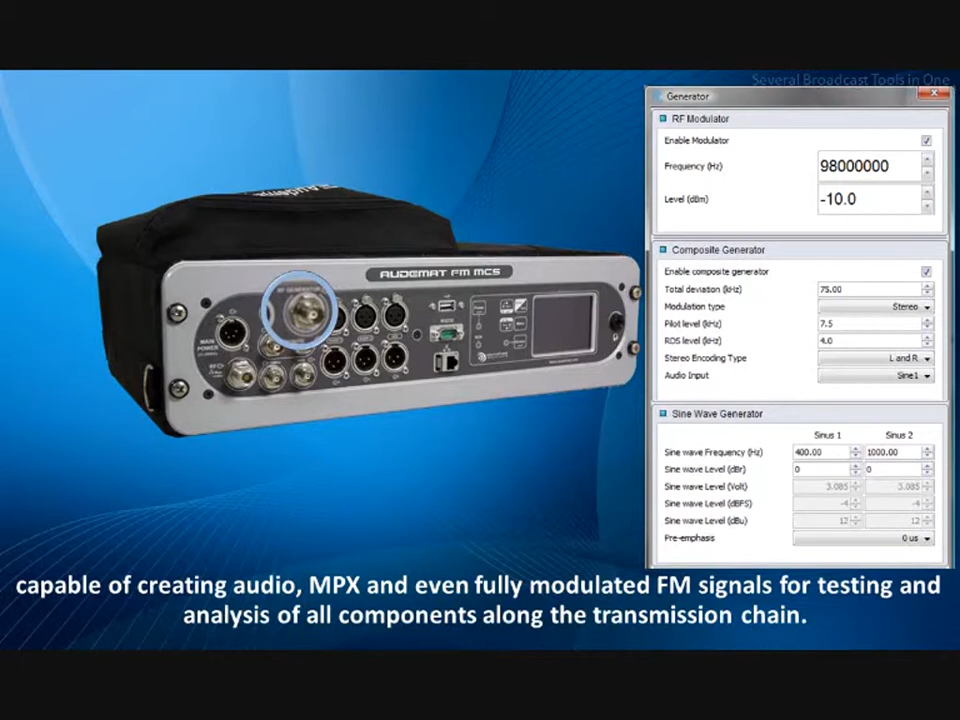 Several Broadcast Tools in One
Generator
RF Modulator
Enable Modulator
Frequency (Hz) 98000000
Level (dBm) -10.0
Composite Generator
Enable composite generator
Total deviation (kHz) 75.00
Modulation type Stereo
Pilot level (kHz) 7.5
RDS level (kHz) 4.0
Stereo Encoding Type L and R
Audio Input Sine1
Sine Wave Generator
Sinus 1 Sinus 2
Sine wave Frequency (Hz) 400.00 1000.00
Sine wave Level (dBr) 0 0
Sine wave Level (Volt) 3.085 3.085
Sine wave Level (dBFS) -4 -4
Sine wave Level (dBu) 12 12
Pre-emphasis 0 us
AUDEMAT FM MCS
RF GENERATOR
MAIN
POWER
capable of creating audio, MPX and even fully modulated FM signals for testing and
analysis of all components along the transmission chain.